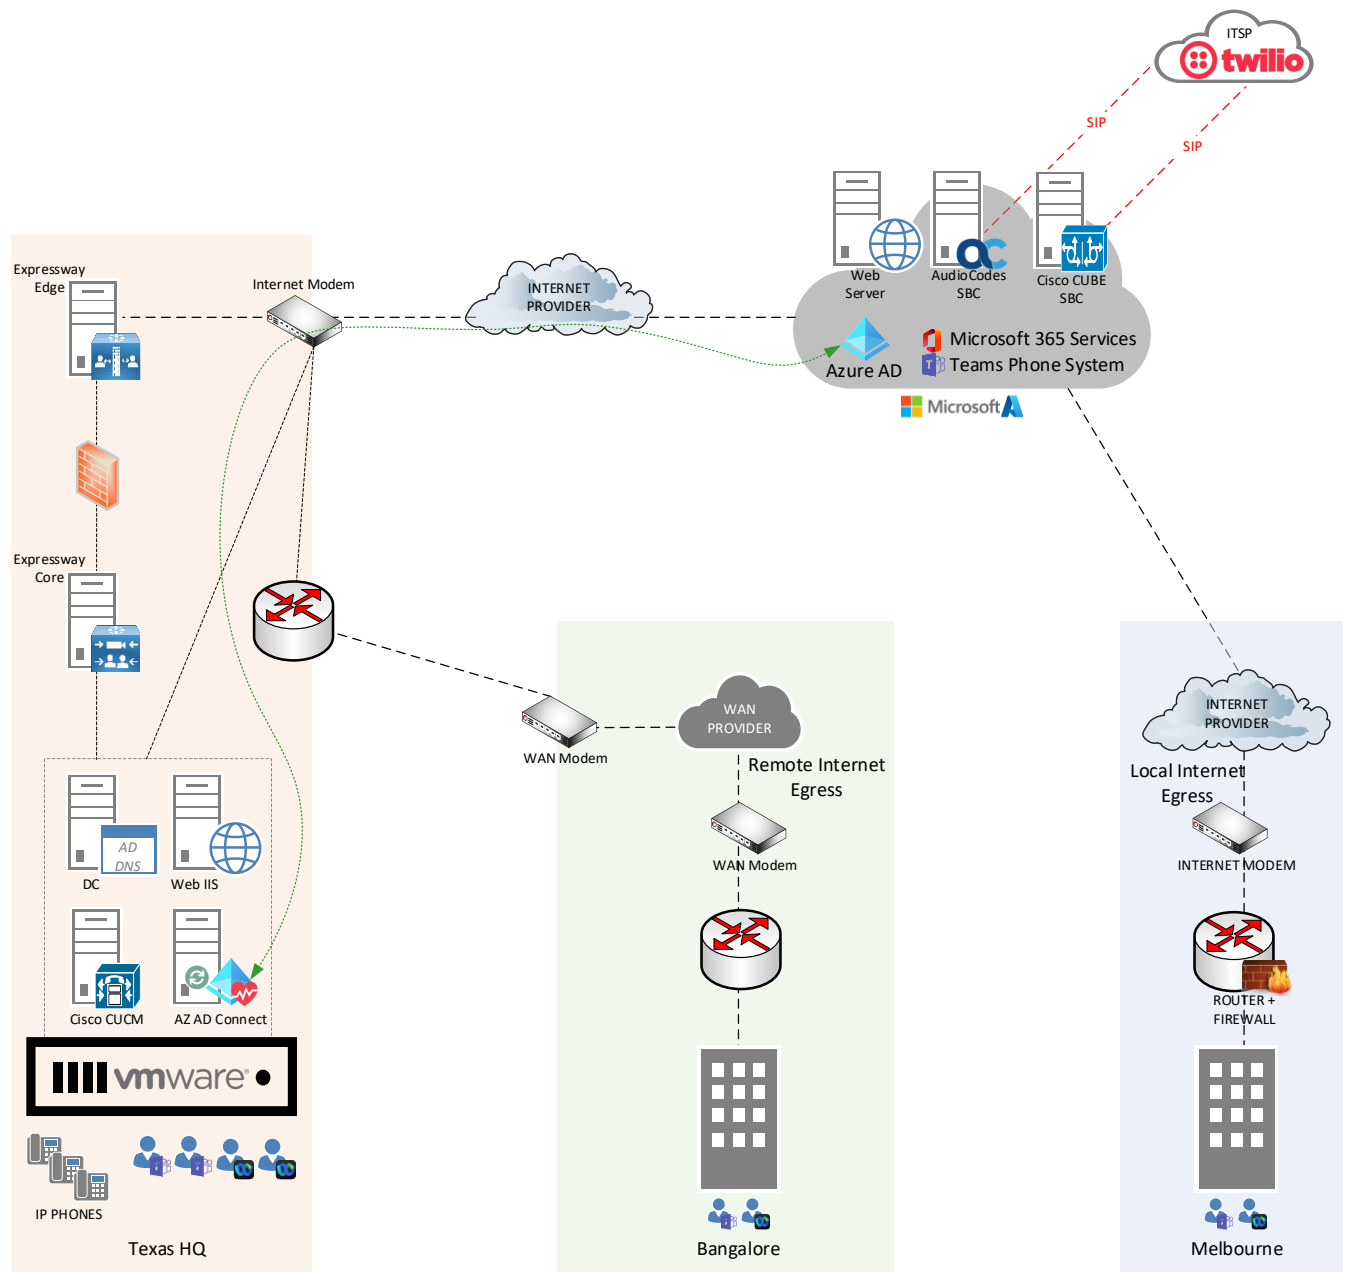 ITSP
twilio
SIP
SIP
Web
Server
AudioCodes
SBC
Cisco CUBE
SBC
Expressway
Edge
Internet Modem
INTERNET
PROVIDER
Microsoft 365 Services
Teams Phone System
Azure AD
Microsoft
Expressway
Core
WAN
PROVIDER
WAN Modem
Remote Internet
Egress
WAN Modem
INTERNET
PROVIDER
Local Internet
Egress
INTERNET MODEM
AD
DNS
DC
Web IIS
Cisco CUCM
AZ AD Connect
ROUTER +
FIREWALL
vmware®
IP PHONES
Texas HQ
Bangalore
Melbourne